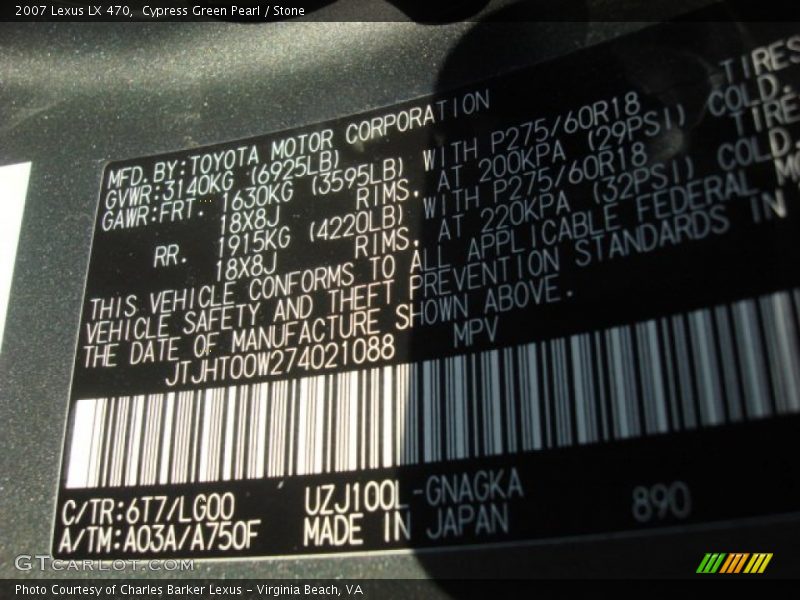 2007 Lexus LX 470, Cypress Green Pearl / Stone
MFD.BY:TOYOTA MOTOR CORPORATION
GVWR:3140KG (6925LB)
GAWR:FRT. 1630KG (3595LB) WITH P275/60R18 TIRES
18X8J RIMS. AT 200KPA (29PSI) COLD.
RR. 1915KG (4220LB) WITH P275/60R18 TIRE
18X8J RIMS. AT 220KPA (32PSI) COLD.
THIS VEHICLE CONFORMS TO ALL APPLICABLE FEDERAL MO
VEHICLE SAFETY AND THEFT PREVENTION STANDARDS IN
THE DATE OF MANUFACTURE SHOWN ABOVE.
JTJHT00W274021088 MPV
C/TR:6T7/LG00 UZJ100L-GNAGKA 890
A/TM:A03A/A750F MADE IN JAPAN
GTCARLOT.COM
Photo Courtesy of Charles Barker Lexus - Virginia Beach, VA